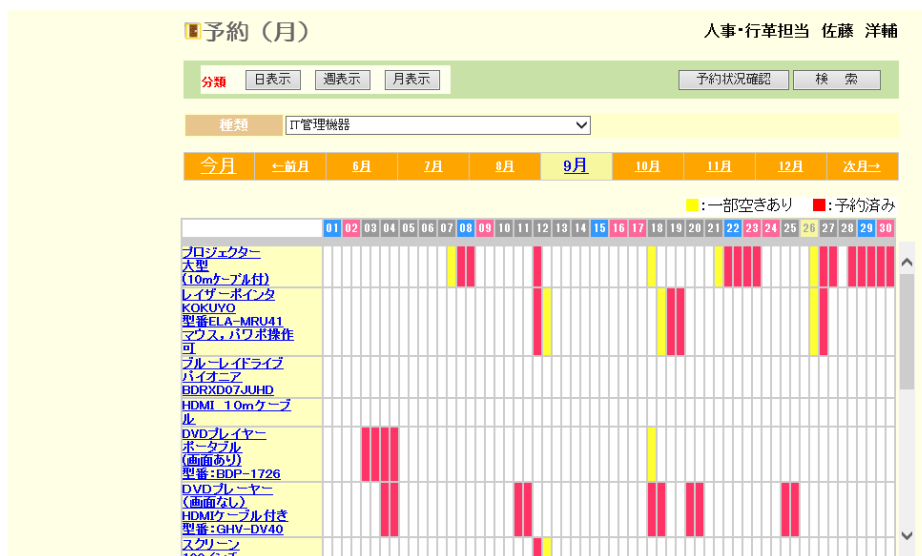 予約（月）
人事・行革担当 佐藤 洋輔
分類 日表示 週表示 月表示 予約状況確認 検 索
種類 IT管理機器
今月 ←前月 6月 7月 8月 9月 10月 11月 12月 次月→
：一部空きあり ：予約済み
01 02 03 04 05 06 07 08 09 10 11 12 13 14 15 16 17 18 19 20 21 22 23 24 25 26 27 28 29 30
プロジェクター
大型
(10mケーブル付)
レイザーポインタ
KOKUYO
型番ELA-MRU41
マウス，パワポ操作
可
ブルーレイドライブ
パイオニア
BDRXD07JUHD
HDMI 10mケーブ
ル
DVDプレイヤー
ポータブル
(画面あり)
型番：BDP-1726
DVDプレーヤー
(画面なし)
HDMIケーブル付き
型番：GHV-DV40
スクリーン